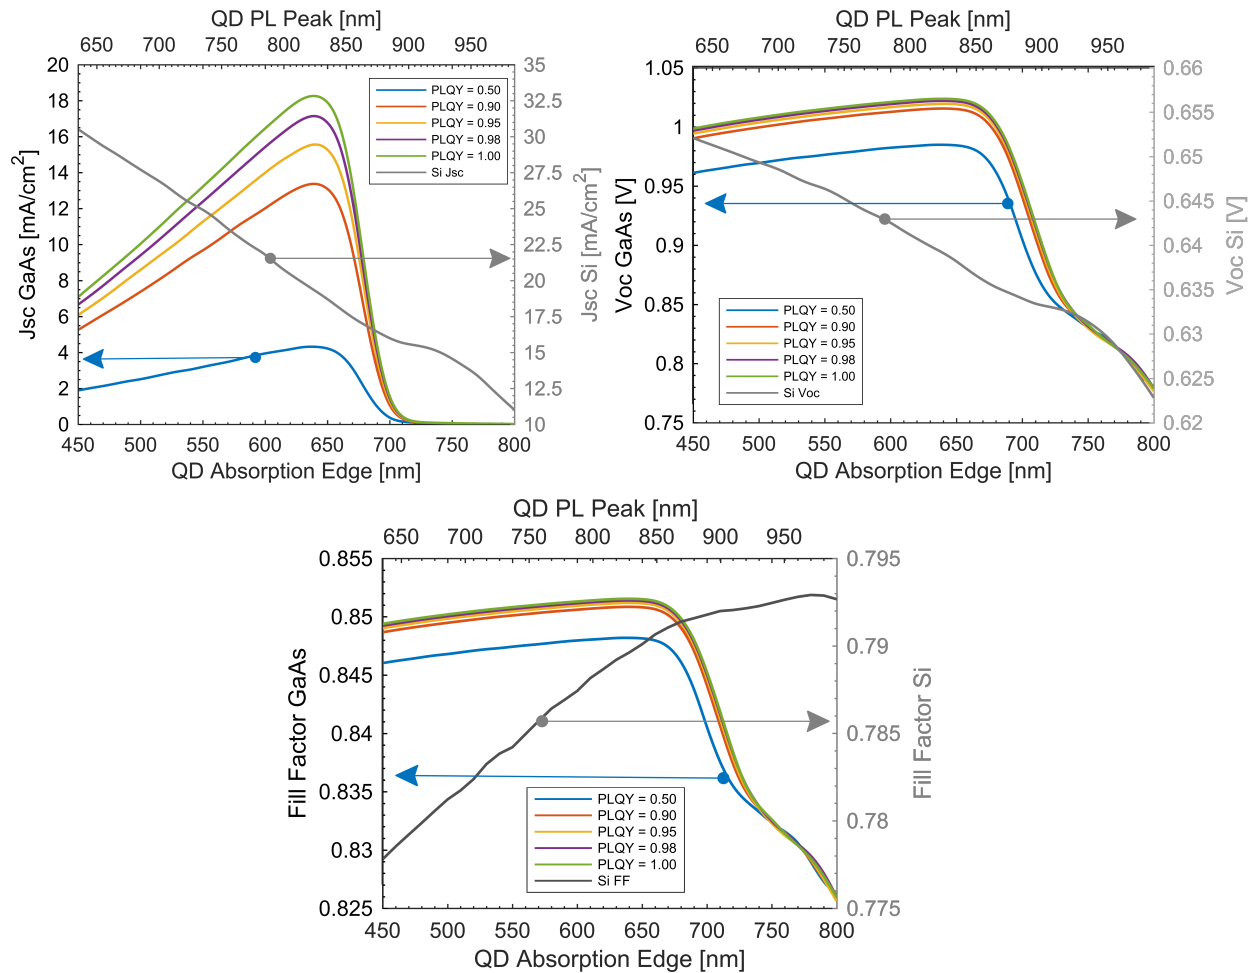 QD PL Peak [nm]
650 700 750 800 850 900 950
20 18 16 14 12 10 8 6 4 2 0
Jsc GaAs [mA/cm2]
PLQY = 0.50
PLQY = 0.90
PLQY = 0.95
PLQY = 0.98
PLQY = 1.00
Si Jsc
35 32.5 30 27.5 25 22.5 20 17.5 15 12.5 10
Jsc Si [mA/cm2]
450 500 550 600 650 700 750 800
QD Absorption Edge [nm]
QD PL Peak [nm]
650 700 750 800 850 900 950
1.05 1 0.95 0.9 0.85 0.8 0.75
Voc GaAs [V]
PLQY = 0.50
PLQY = 0.90
PLQY = 0.95
PLQY = 0.98
PLQY = 1.00
Si Voc
0.66 0.655 0.65 0.645 0.64 0.635 0.63 0.625 0.62
Voc Si [V]
450 500 550 600 650 700 750 800
QD Absorption Edge [nm]
QD PL Peak [nm]
650 700 750 800 850 900 950
0.855 0.85 0.845 0.84 0.835 0.83 0.825
Fill Factor GaAs
PLQY = 0.50
PLQY = 0.90
PLQY = 0.95
PLQY = 0.98
PLQY = 1.00
Si FF
0.795 0.79 0.785 0.78 0.775
Fill Factor Si
450 500 550 600 650 700 750 800
QD Absorption Edge [nm]